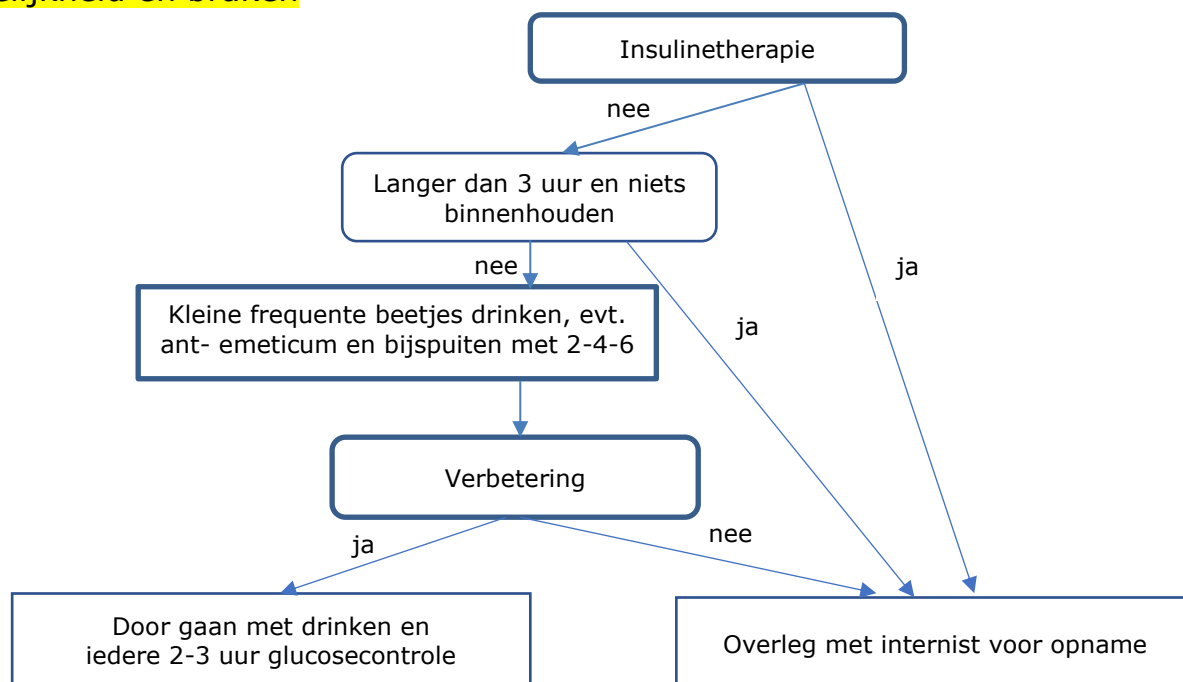 en braken
Insulinetherapie
nee
Langer dan 3 uur en niets
binnenhouden
nee
ja
Kleine frequente beetjes drinken, evt.
ant- emeticum en bijspuiten met 2-4-6
ja
Verbetering
ja
nee
Door gaan met drinken en
iedere 2-3 uur glucosecontrole
Overleg met internist voor opname